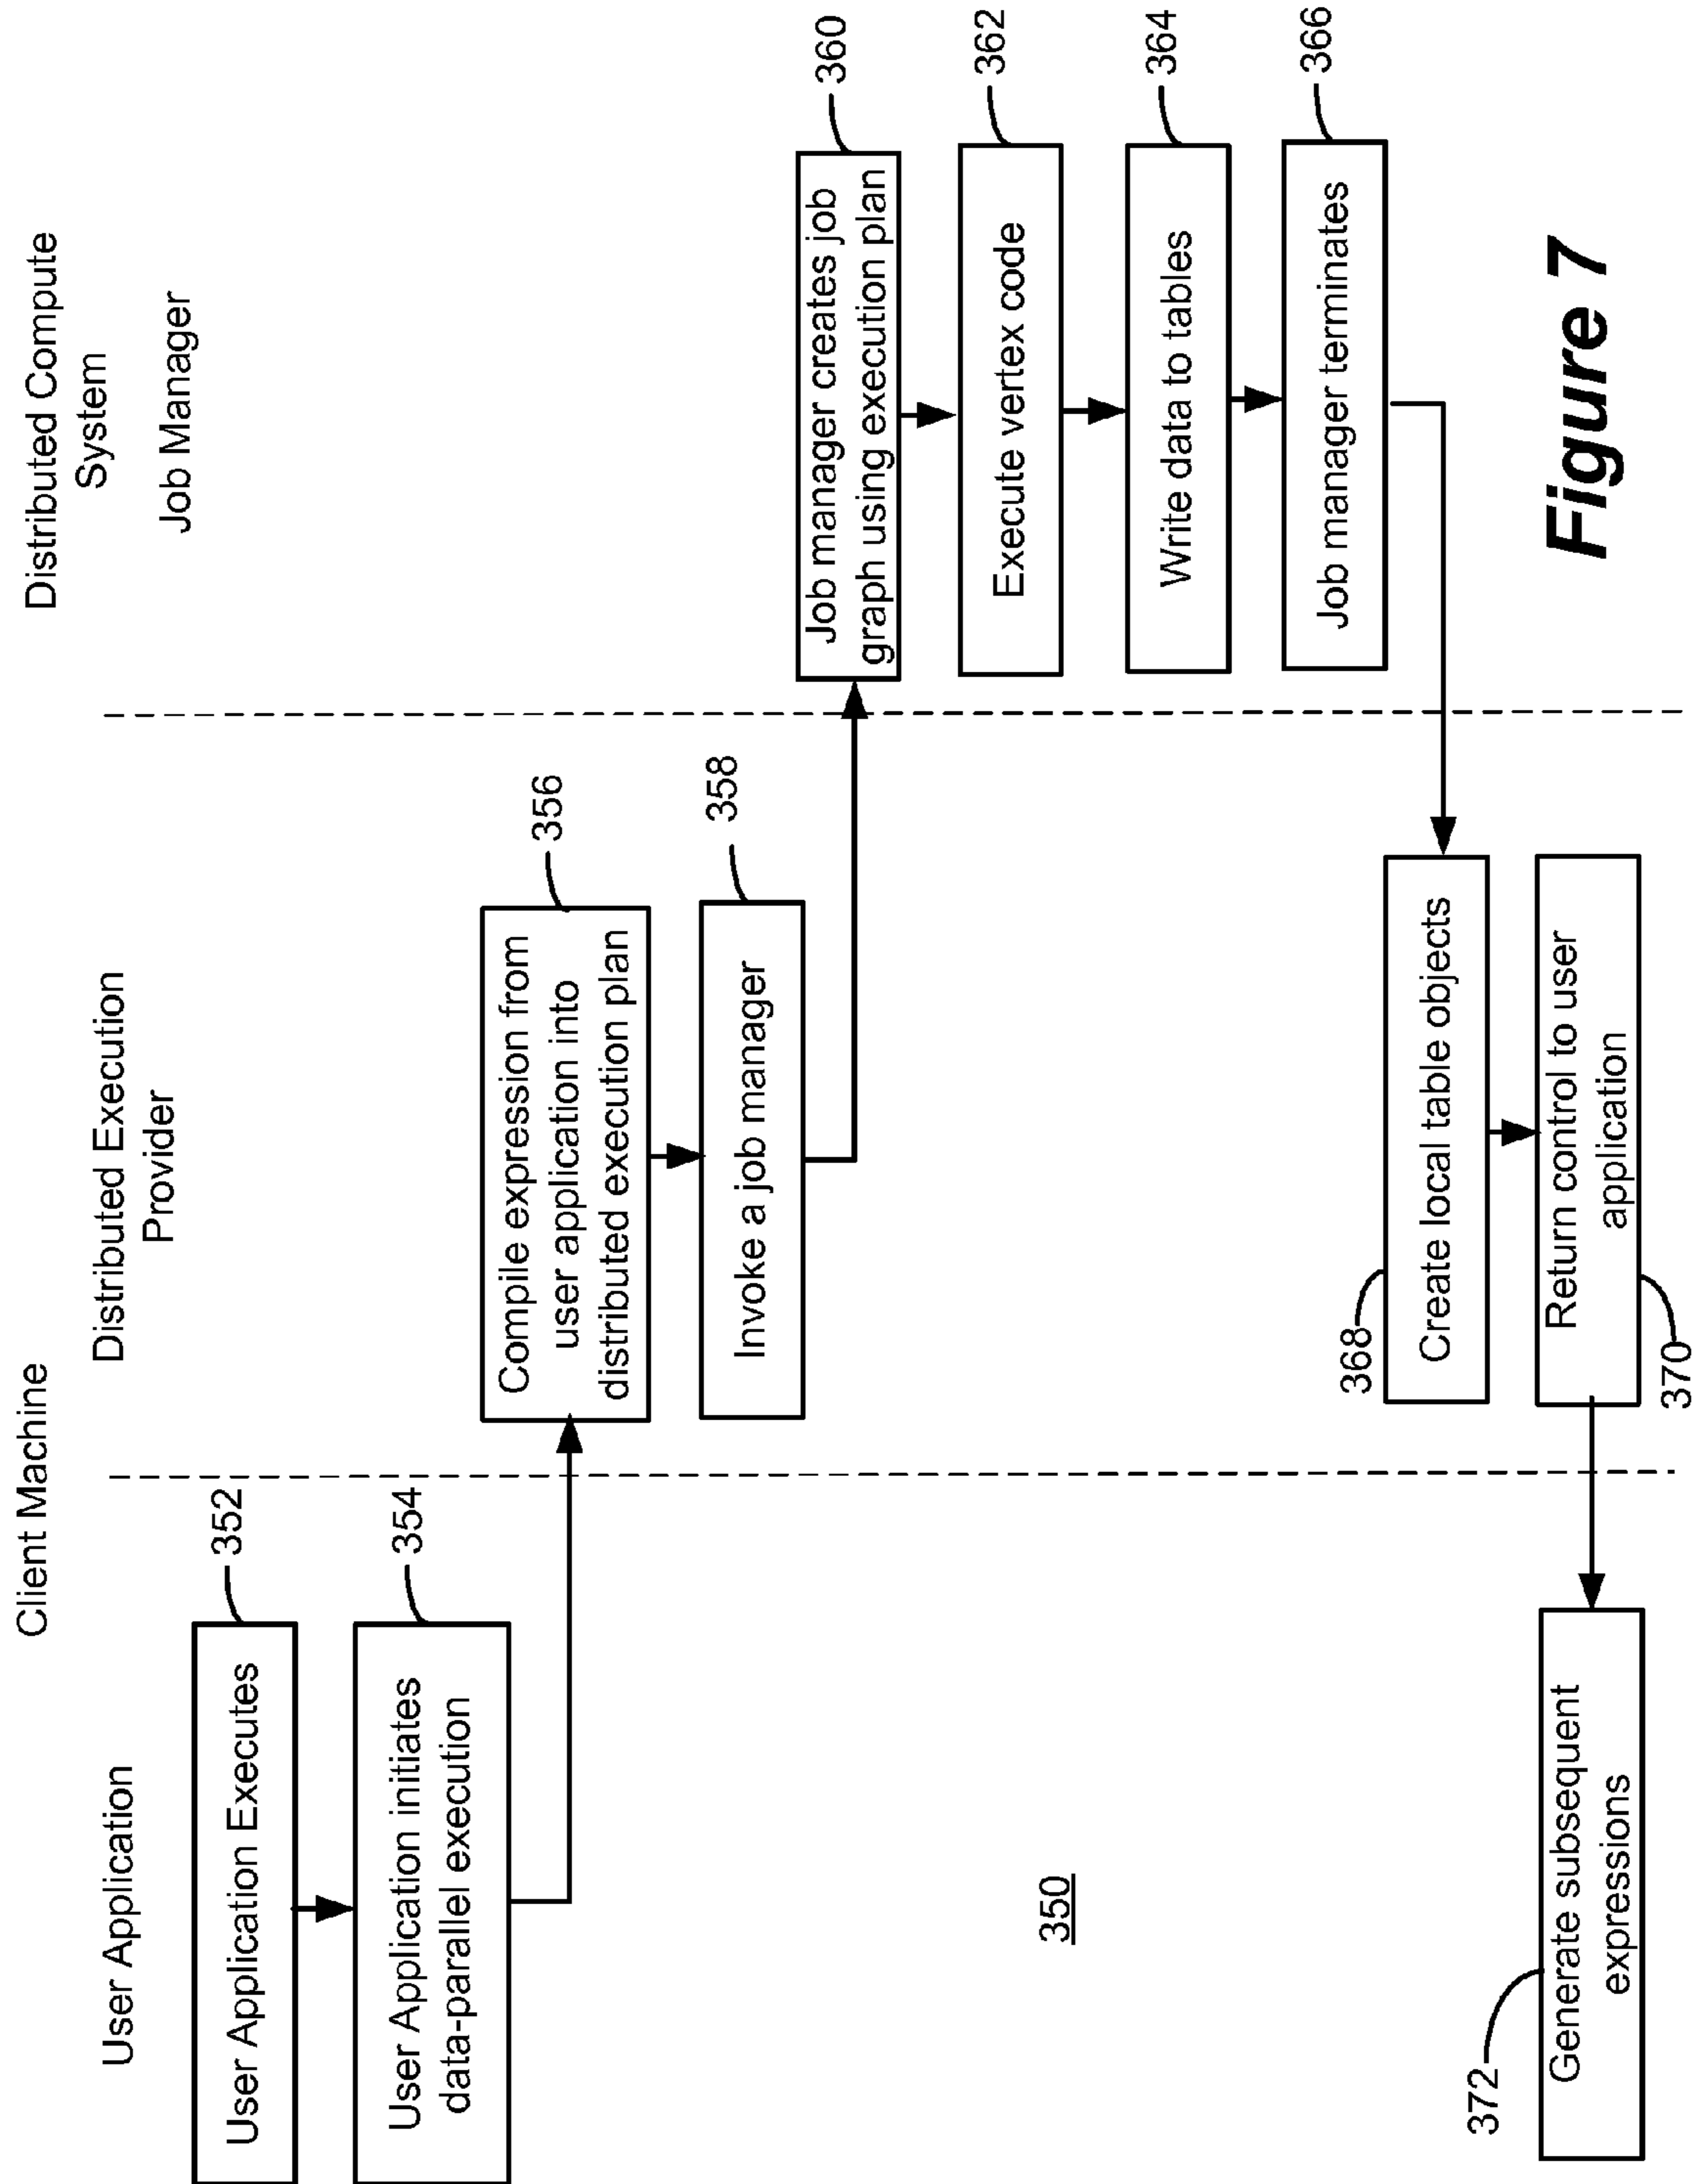 Client Machine
Distributed Compute
System
User Application
Distributed Execution
Provider
Job Manager
User Application Executes
352
User Application initiates
data-parallel execution
354
Compile expression from
user application into
distributed execution plan
356
Invoke a job manager
358
Job manager creates job
graph using execution plan
360
Execute vertex code
362
Write data to tables
364
Job manager terminates
366
350
368
Create local table objects
Return control to user
application
370
372
Generate subsequent
expressions
Figure 7